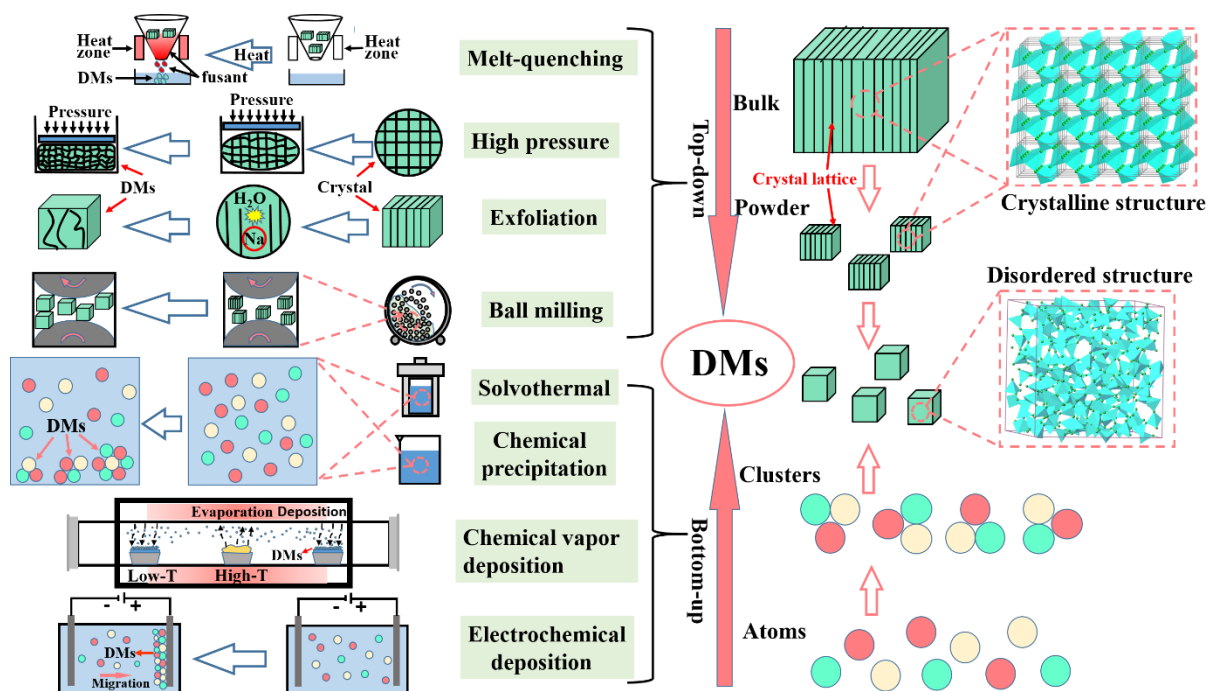 Heat
zone
Heat
Heat
zone
DMs
fusant
Melt-quenching
Pressure
Pressure
High pressure
DMs
Crystal
H₂O
Na
Exfoliation
Ball milling
Solvothermal
DMs
Chemical
precipitation
Evaporation Deposition
DMs
Low-T
High-T
Chemical vapor
deposition
- +
- +
DMs
Migration
Electrochemical
deposition
Top-down
DMs
Bottom-up
Bulk
Crystal lattice
Powder
Crystalline structure
Disordered structure
Clusters
Atoms